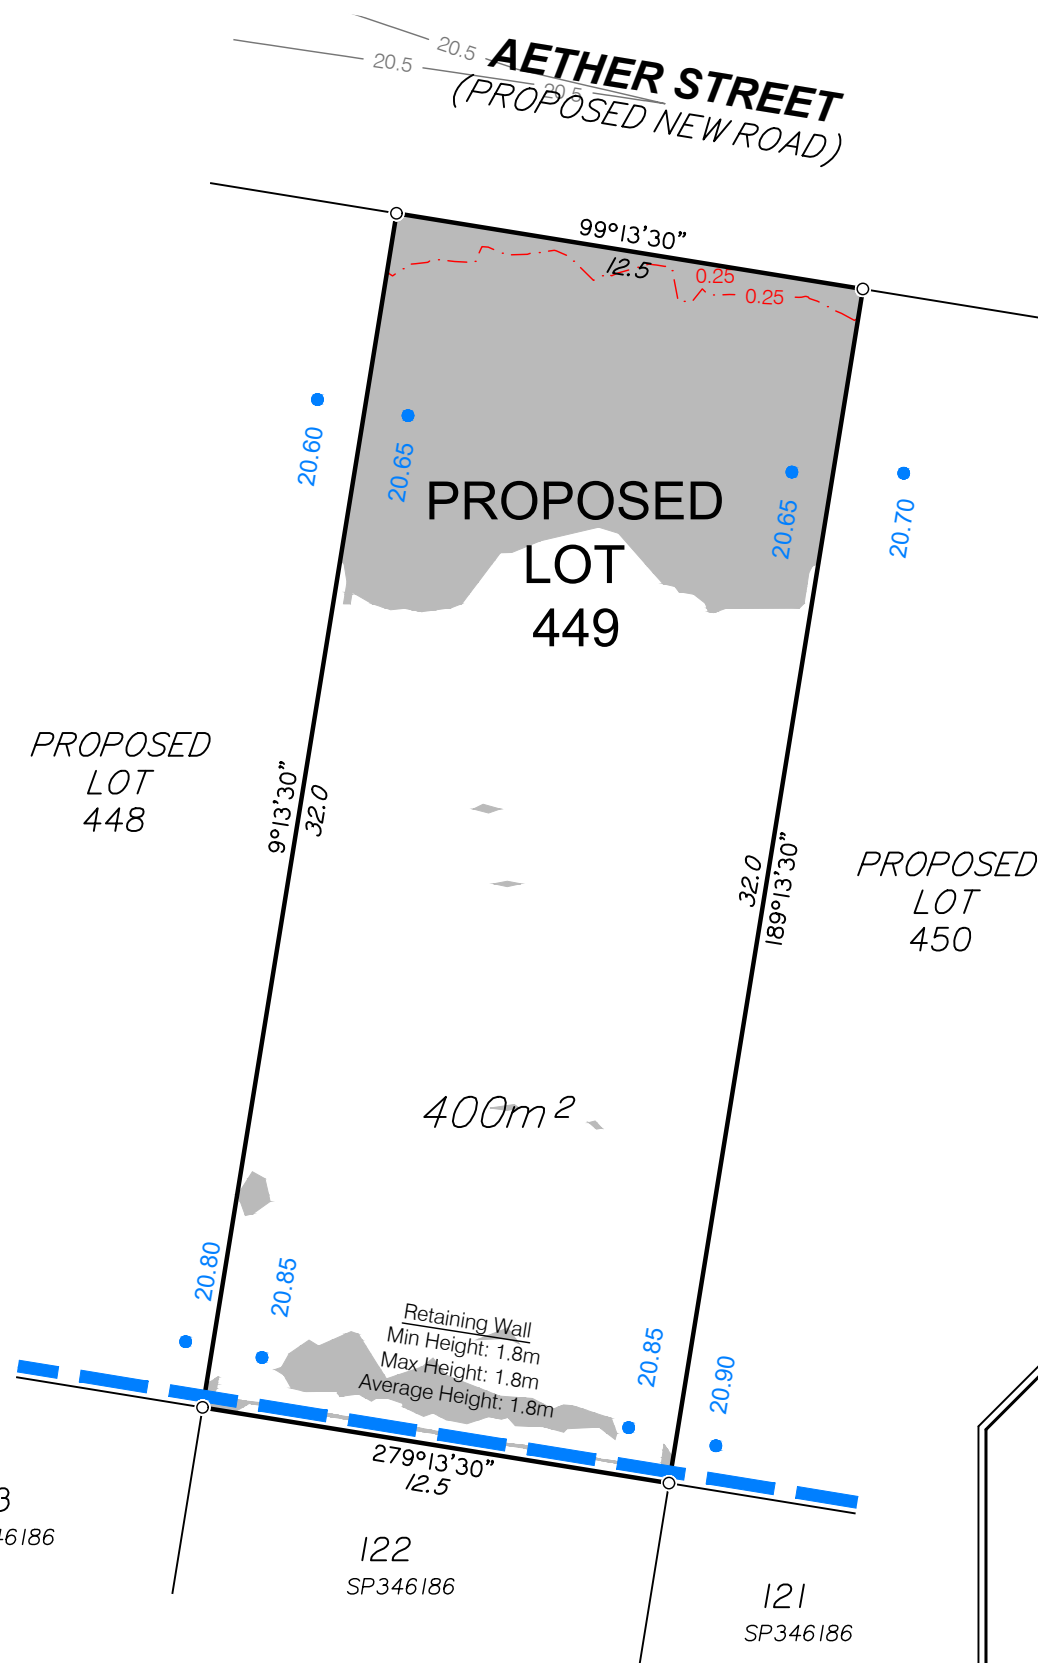 20.5
20.5
20.5
AETHER STREET
(PROPOSED NEW ROAD)
99°13'30"
12.5
0.25
0.25
20.60
20.65
20.65
20.70
PROPOSED
LOT
449
PROPOSED
LOT
448
9°13'30"
32.0
32.0
189°13'30"
PROPOSED
LOT
450
400m²
20.80
20.85
Retaining Wall
Min Height: 1.8m
Max Height: 1.8m
Average Height: 1.8m
20.85
20.90
279°13'30"
12.5
3
46186
122
SP346186
121
SP346186